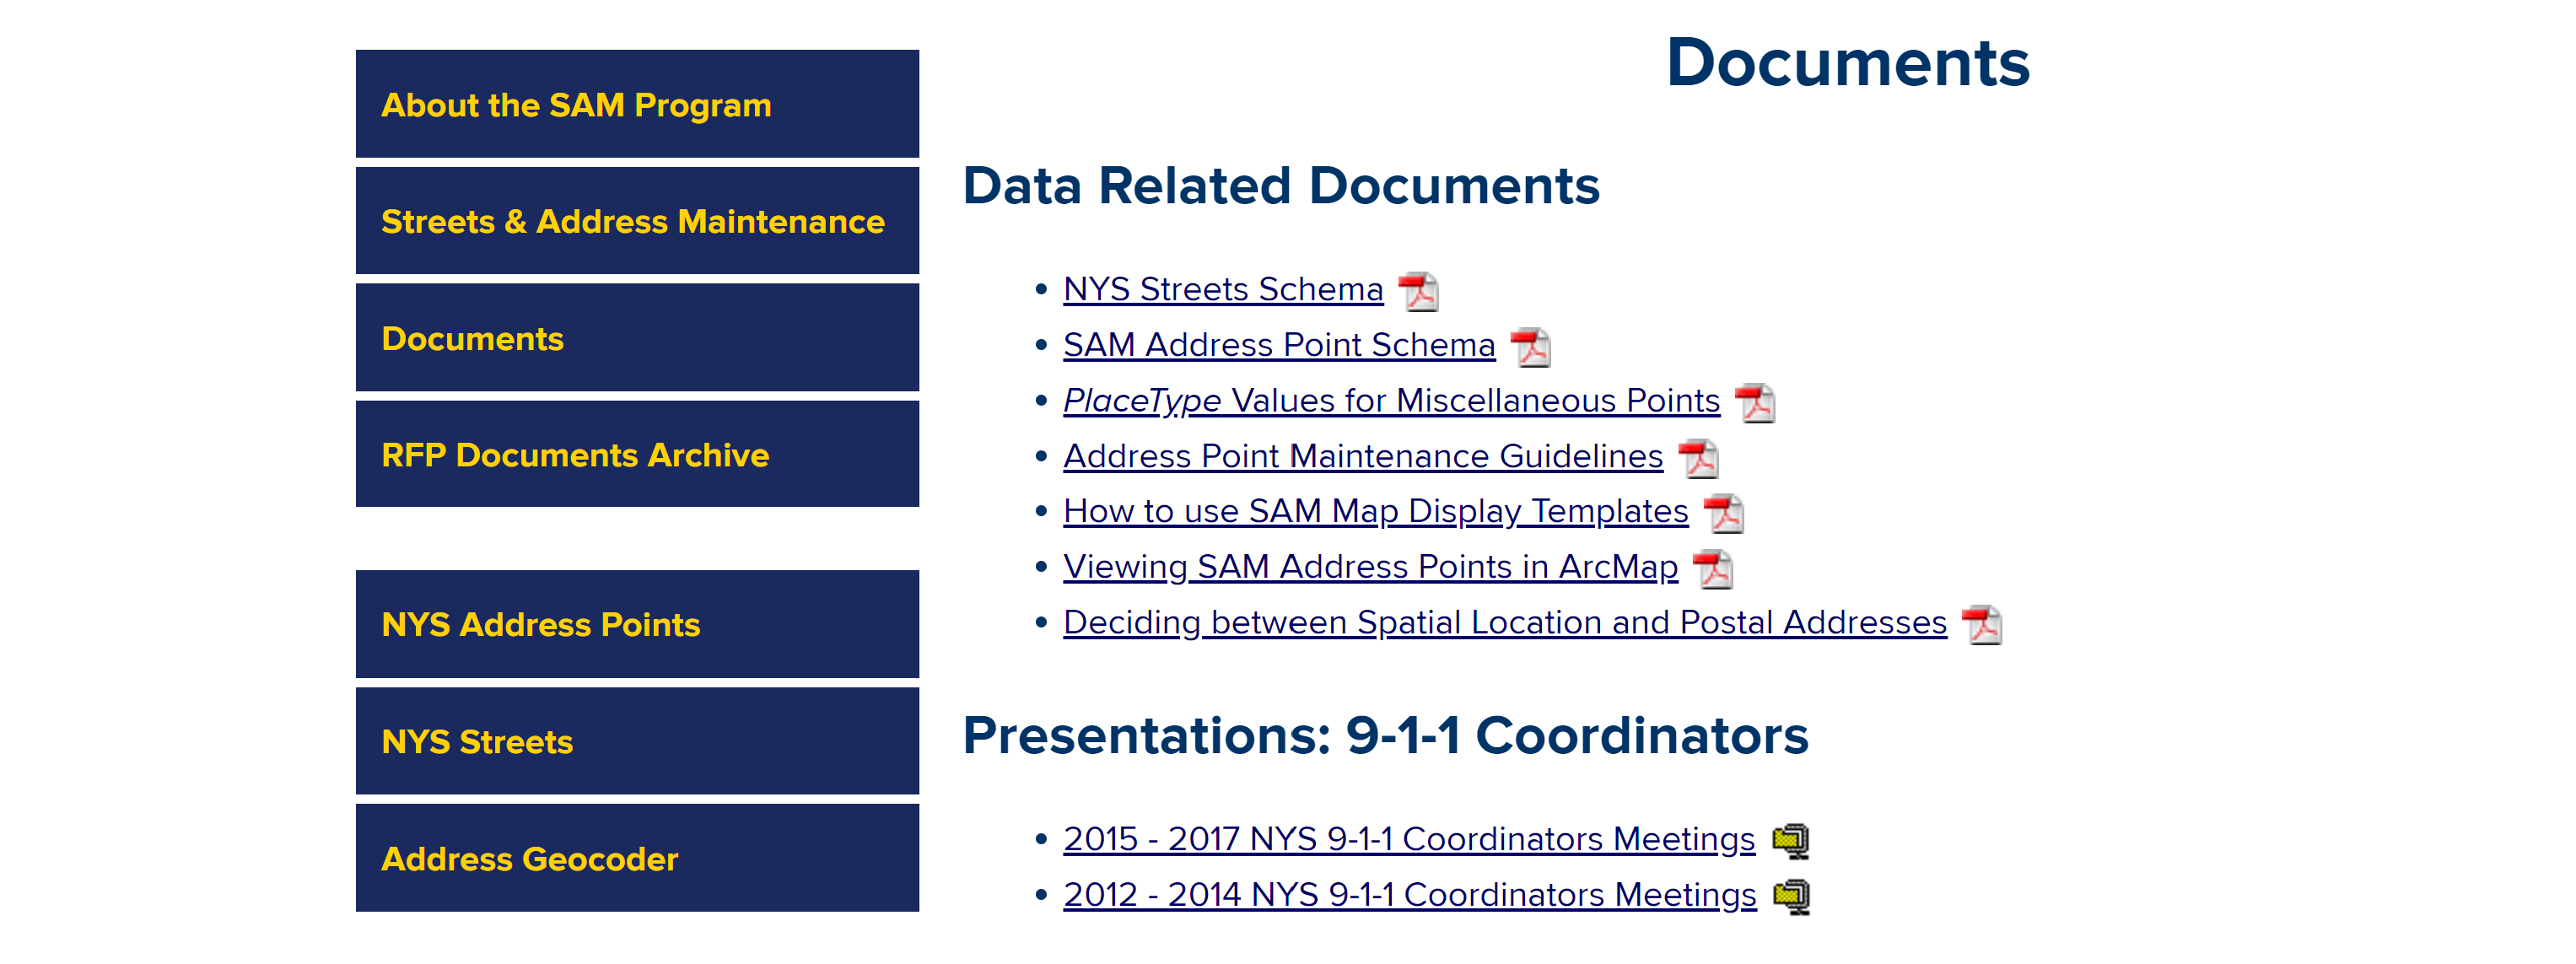 About the SAM Program
Streets & Address Maintenance
Documents
RFP Documents Archive
NYS Address Points
NYS Streets
Address Geocoder
Documents
Data Related Documents
NYS Streets Schema
SAM Address Point Schema
PlaceType Values for Miscellaneous Points
Address Point Maintenance Guidelines
How to use SAM Map Display Templates
Viewing SAM Address Points in ArcMap
Deciding between Spatial Location and Postal Addresses
Presentations: 9-1-1 Coordinators
2015 - 2017 NYS 9-1-1 Coordinators Meetings
2012 - 2014 NYS 9-1-1 Coordinators Meetings